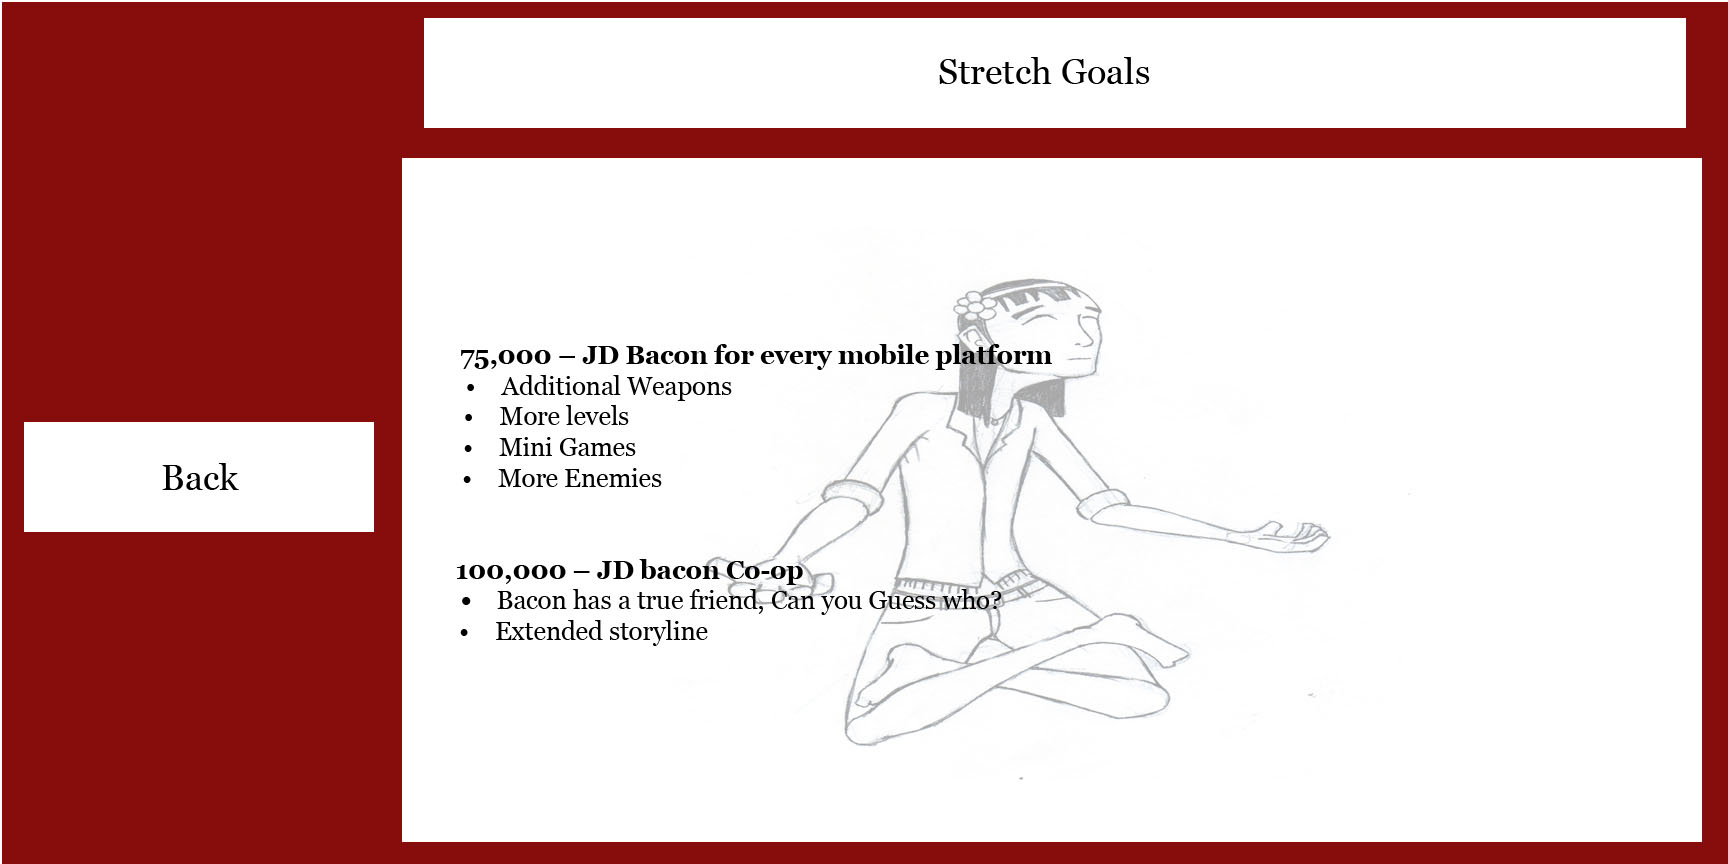 Stretch Goals
Back
75,000 – JD Bacon for every mobile platform
• Additional Weapons
• More levels
• Mini Games
• More Enemies
100,000 – JD bacon Co-op
• Bacon has a true friend, Can you Guess who?
• Extended storyline